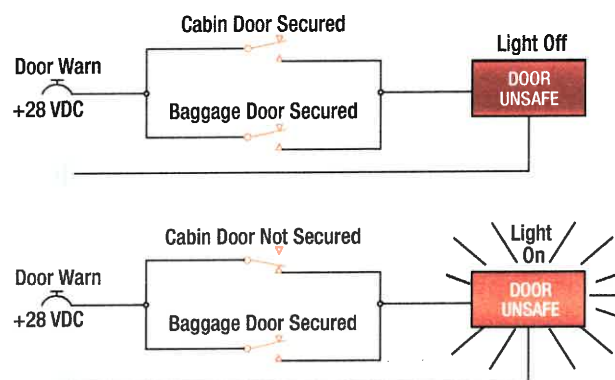 Cabin Door Secured
Light Off
Door Warn
+28 VDC
DOOR
UNSAFE
Baggage Door Secured
Cabin Door Not Secured
Light
On
Door Warn
+28 VDC
DOOR
UNSAFE
Baggage Door Secured